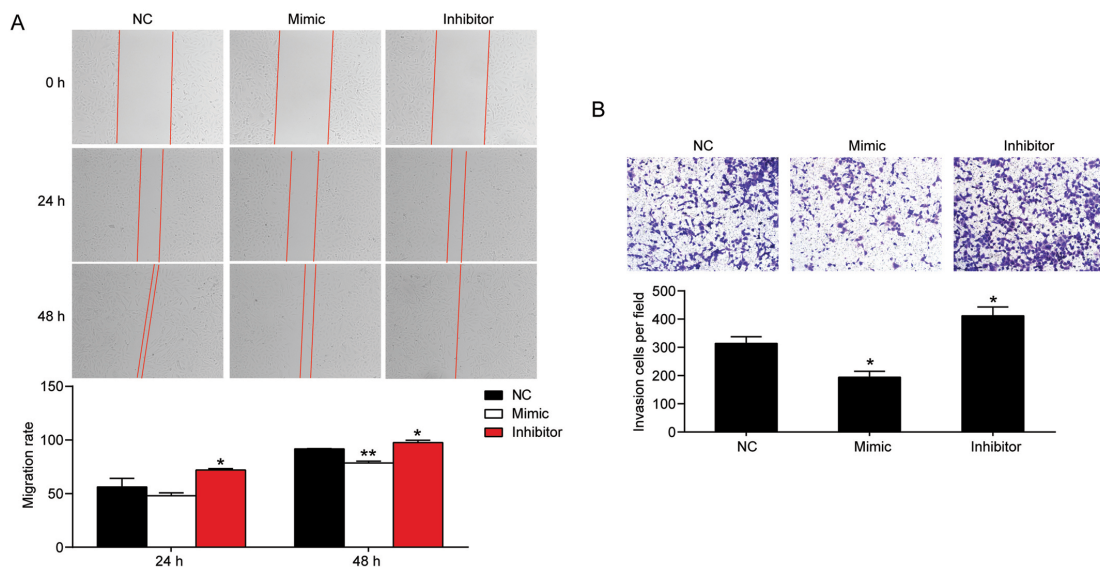 A
NC Mimic Inhibitor
0 h
24 h
48 h
150
100
50
0
Migration rate
NC
Mimic
Inhibitor
*
**
*
24 h 48 h
B
NC Mimic Inhibitor
500
400
300
200
100
0
Invasion cells per field
*
*
NC Mimic Inhibitor